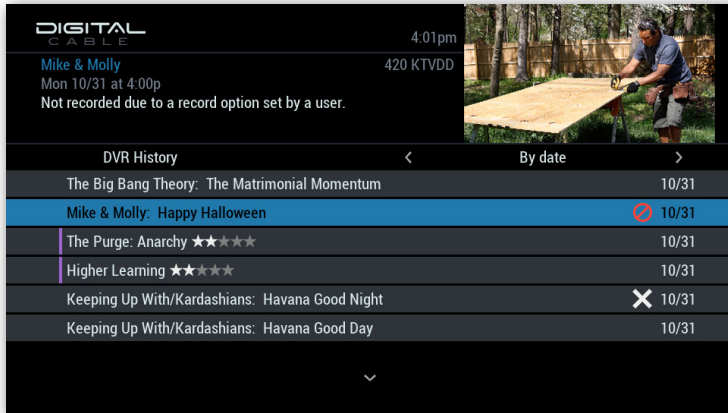 DIGITAL
CABLE
4:01pm
Mike & Molly
420 KTVDD
Mon 10/31 at 4:00p
Not recorded due to a record option set by a user.
DVR History
By date
The Big Bang Theory: The Matrimonial Momentum 10/31
Mike & Molly: Happy Halloween 10/31
The Purge: Anarchy ★★★★★ 10/31
Higher Learning ★★★★★ 10/31
Keeping Up With/Kardashians: Havana Good Night 10/31
Keeping Up With/Kardashians: Havana Good Day 10/31